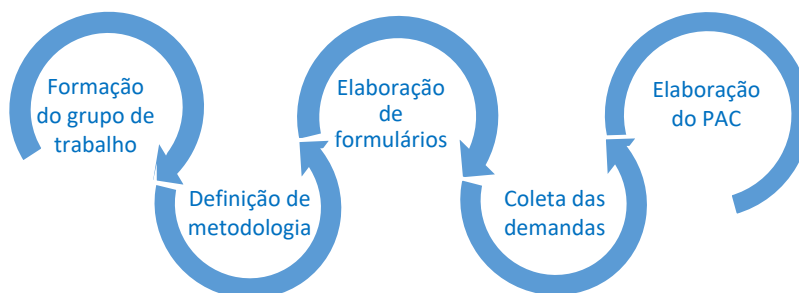 Formação
do grupo de
trabalho
Definição de
metodologia
Elaboração
de
formulários
Coleta das
demandas
Elaboração
do PAC